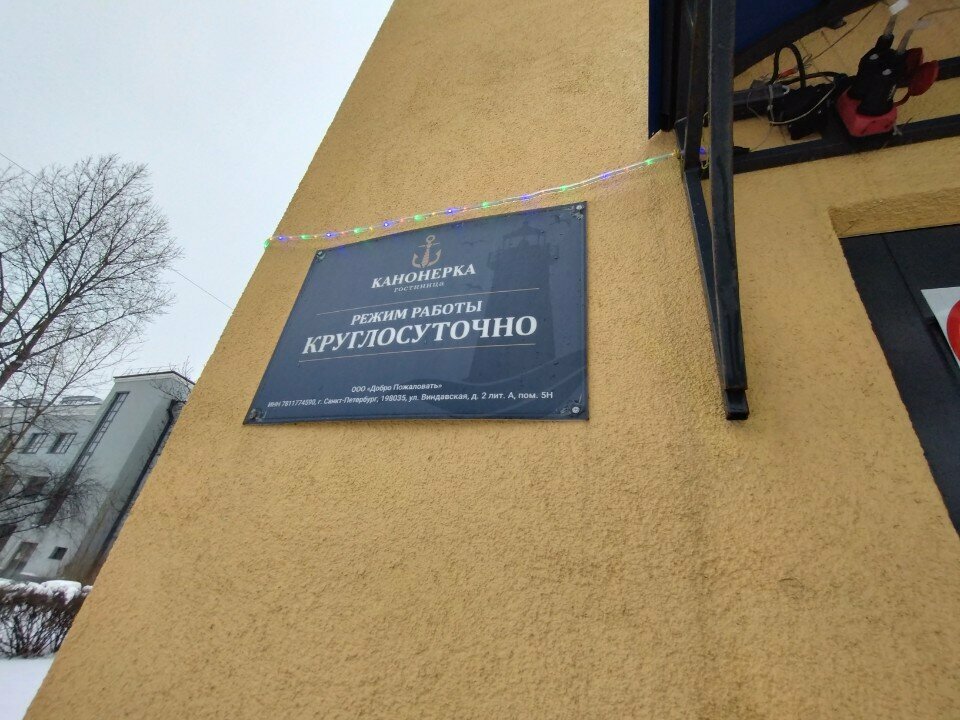 КАНОНЕРКА
гостиница
РЕЖИМ РАБОТЫ
КРУГЛОСУТОЧНО
ООО «Добро Пожаловать»
ИНН 7811774590, г. Санкт-Петербург, 198035, ул. Виндавская, д. 2 лит. А, пом. 5Н